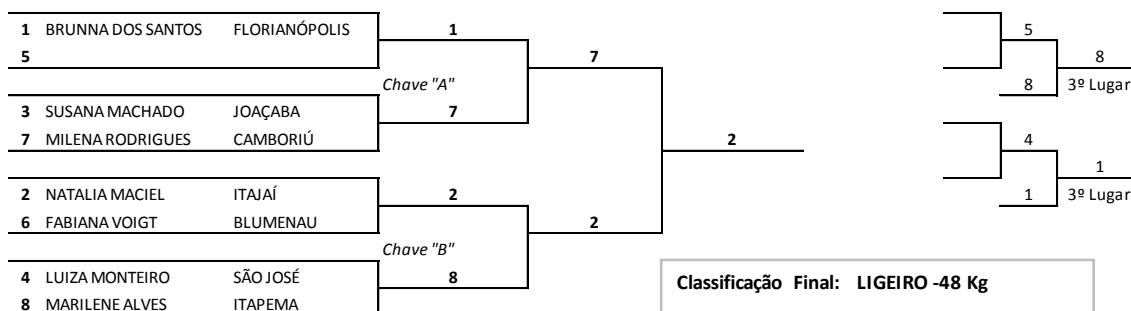 1 BRUNNA DOS SANTOS FLORIANÓPOLIS 1 5
5 7 8
Chave "A" 8 3º Lugar
3 SUSANA MACHADO JOAÇABA 7
7 MILENA RODRIGUES CAMBORIÚ 2 4
1
2 NATALIA MACIEL ITAJAÍ 2 1 3º Lugar
6 FABIANA VOIGT BLUMENAU 2
Chave "B"
4 LUIZA MONTEIRO SÃO JOSÉ 8 Classificação Final: LIGEIRO -48 Kg
8 MARILENE ALVES ITAPEMA